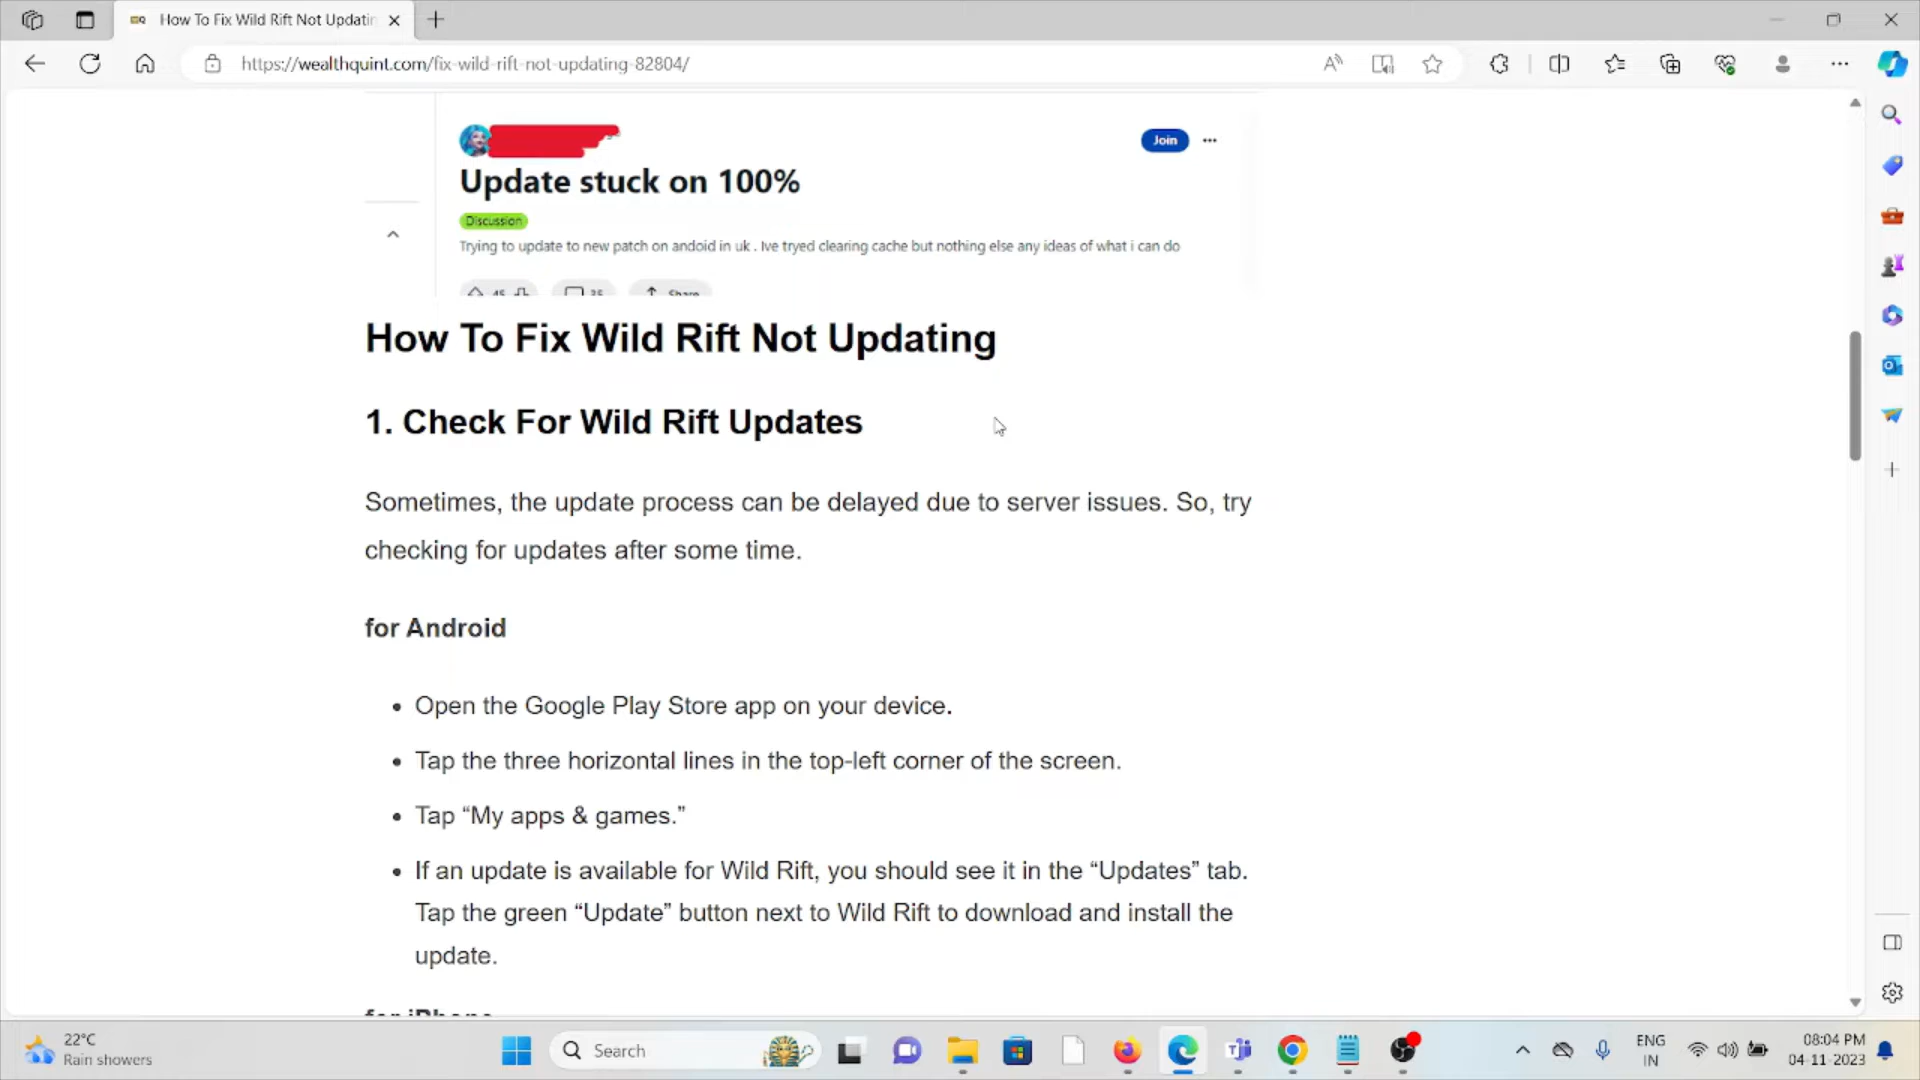 How To Fix Wild Rift Not Updatin
https://wealthquint.com/fix-wild-rift-not-updating-82804/
Join
Update stuck on 100%
Discussion
Trying to update to new patch on andoid in uk . Ive tryed clearing cache but nothing else any ideas of what i can do
45 35 Share
How To Fix Wild Rift Not Updating
1. Check For Wild Rift Updates
Sometimes, the update process can be delayed due to server issues. So, try
checking for updates after some time.
for Android
• Open the Google Play Store app on your device.
• Tap the three horizontal lines in the top-left corner of the screen.
• Tap “My apps & games.”
• If an update is available for Wild Rift, you should see it in the “Updates” tab.
Tap the green “Update” button next to Wild Rift to download and install the
update.
for iPhone
22°C
Rain showers
Search
ENG
IN
08:04 PM
04-11-2023